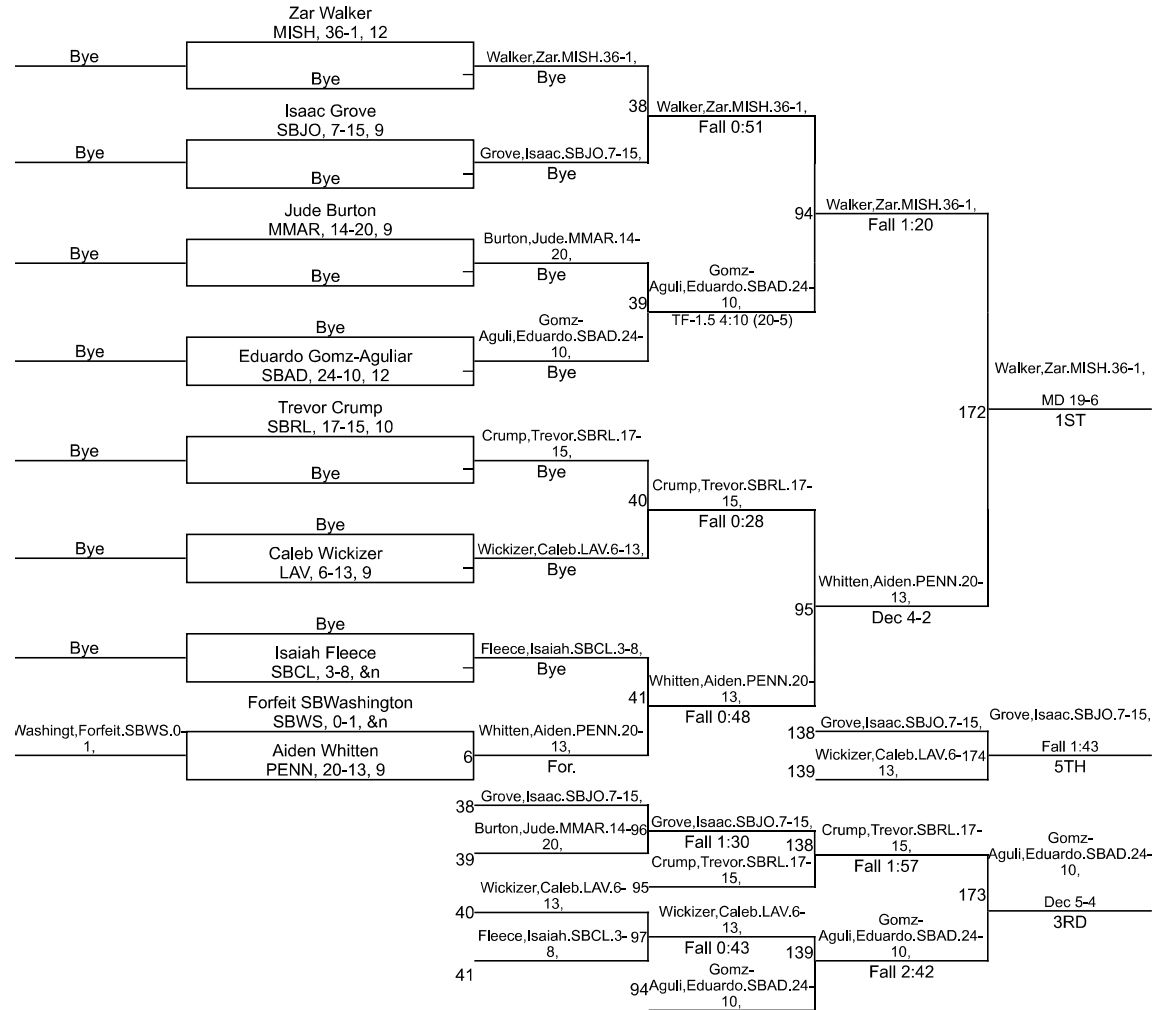 Zar Walker
MISH, 36-1, 12
Bye
Bye
Walker,Zar.MISH.36-1,
Bye
38
Walker,Zar.MISH.36-1,
Fall 0:51
Isaac Grove
SBJO, 7-15, 9
Bye
Bye
Grove,Isaac.SBJO.7-15,
Bye
94
Walker,Zar.MISH.36-1,
Fall 1:20
Jude Burton
MMAR, 14-20, 9
Bye
Bye
Burton,Jude.MMAR.14-
20,
Bye
39
Gomz-
Aguli,Eduardo.SBAD.24-
10,
TF-1.5 4:10 (20-5)
Bye
Bye
Eduardo Gomz-Aguliar
SBAD, 24-10, 12
Gomz-
Aguli,Eduardo.SBAD.24-
10,
Bye
172
Walker,Zar.MISH.36-1,
MD 19-6
1ST
Trevor Crump
SBRL, 17-15, 10
Bye
Bye
Crump,Trevor.SBRL.17-
15,
Bye
40
Crump,Trevor.SBRL.17-
15,
Fall 0:28
Bye
Bye
Caleb Wickizer
LAV, 6-13, 9
Wickizer,Caleb.LAV.6-13,
Bye
95
Whitten,Aiden.PENN.20-
13,
Dec 4-2
Bye
Bye
Isaiah Fleece
SBCL, 3-8, &n
Fleece,Isaiah.SBCL.3-8,
Bye
41
Whitten,Aiden.PENN.20-
13,
Fall 0:48
Forfeit SBWashington
SBWS, 0-1, &n
Washingt,Forfeit.SBWS.0-
1,
Aiden Whitten
PENN, 20-13, 9
6
Whitten,Aiden.PENN.20-
13,
For.
138
Grove,Isaac.SBJO.7-15,
139
Wickizer,Caleb.LAV.6-
13,
174
Grove,Isaac.SBJO.7-15,
Fall 1:43
5TH
38
Grove,Isaac.SBJO.7-15,
39
Burton,Jude.MMAR.14-
20,
96
Grove,Isaac.SBJO.7-15,
Fall 1:30
95
Crump,Trevor.SBRL.17-
15,
138
Crump,Trevor.SBRL.17-
15,
Fall 1:57
40
Wickizer,Caleb.LAV.6-
13,
41
Fleece,Isaiah.SBCL.3-
8,
97
Wickizer,Caleb.LAV.6-
13,
Fall 0:43
94
Gomz-
Aguli,Eduardo.SBAD.24-
10,
139
Gomz-
Aguli,Eduardo.SBAD.24-
10,
Fall 2:42
173
Gomz-
Aguli,Eduardo.SBAD.24-
10,
Dec 5-4
3RD